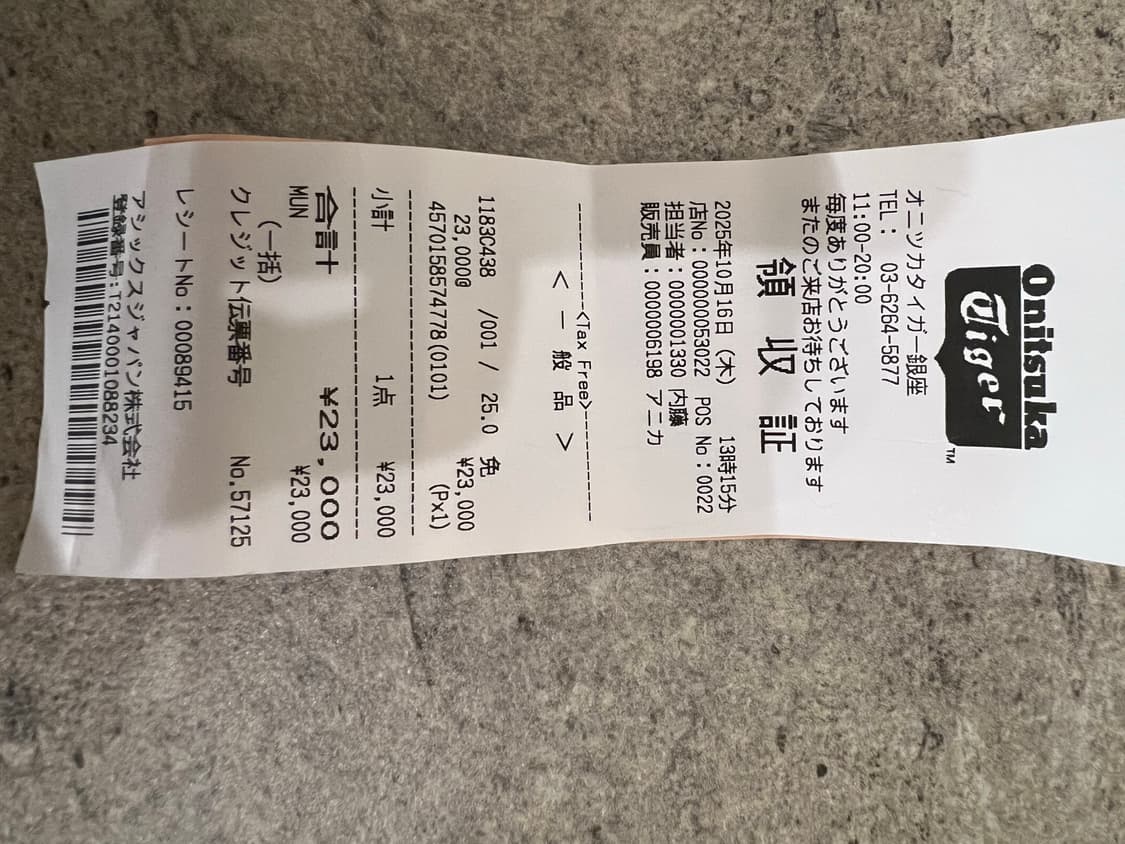 Onitsuka
Tiger™
オニツカタイガー銀座
TEL: 03-6264-5877
11:00-20:00
毎度ありがとうございます
またのご来店お待ちしております
領 収 証
2025年10月16日 (木) 13時15分
店No:0000053022 POS No:0022
担当者:0000001330 内藤
販売員:0000006198 アニカ
--------<Tax Free>--------
< 一 般 品 >
1183C438 /001 / 25.0 免
23,000@ ¥23,000
4570158574778(0101) (Px1)
小計 1点 ¥23,000
合計 ¥23,000
MUN ¥23,000
(一括)
クレジット伝票番号 No.57125
レシートNo:00089415
アシックスジャパン株式会社
登録番号:T2140001088234